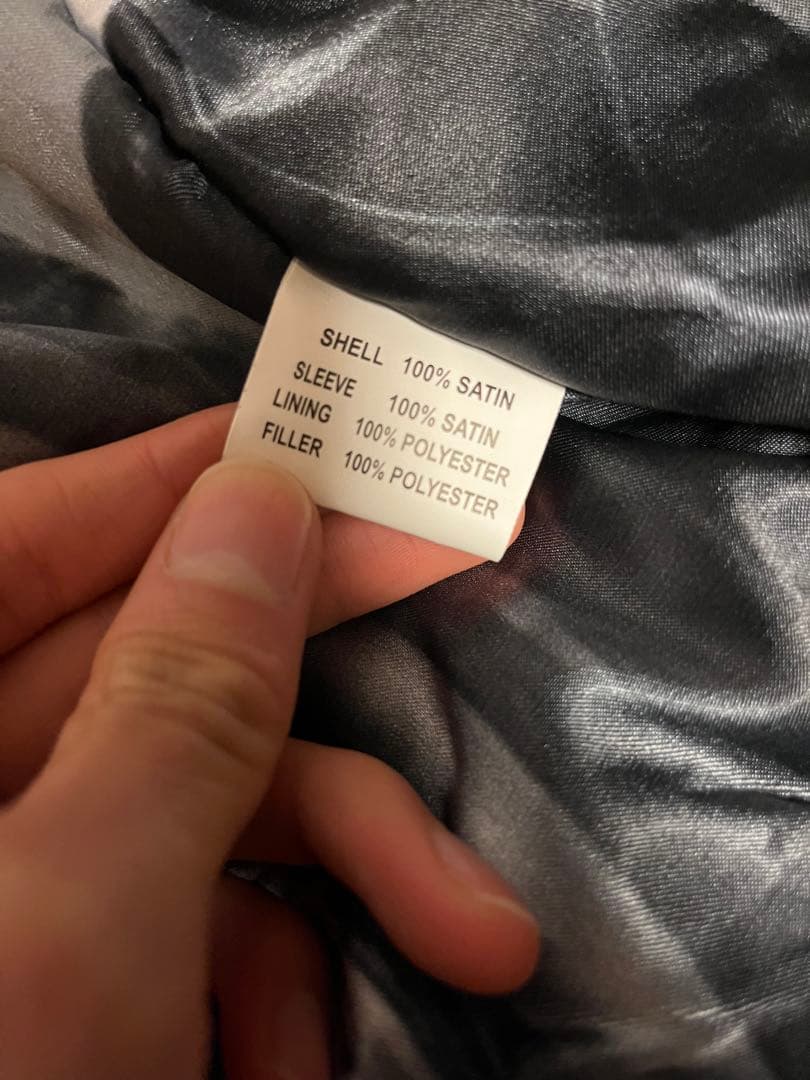 SHELL 100% SATIN
SLEEVE 100% SATIN
LINING 100% POLYESTER
FILLER 100% POLYESTER